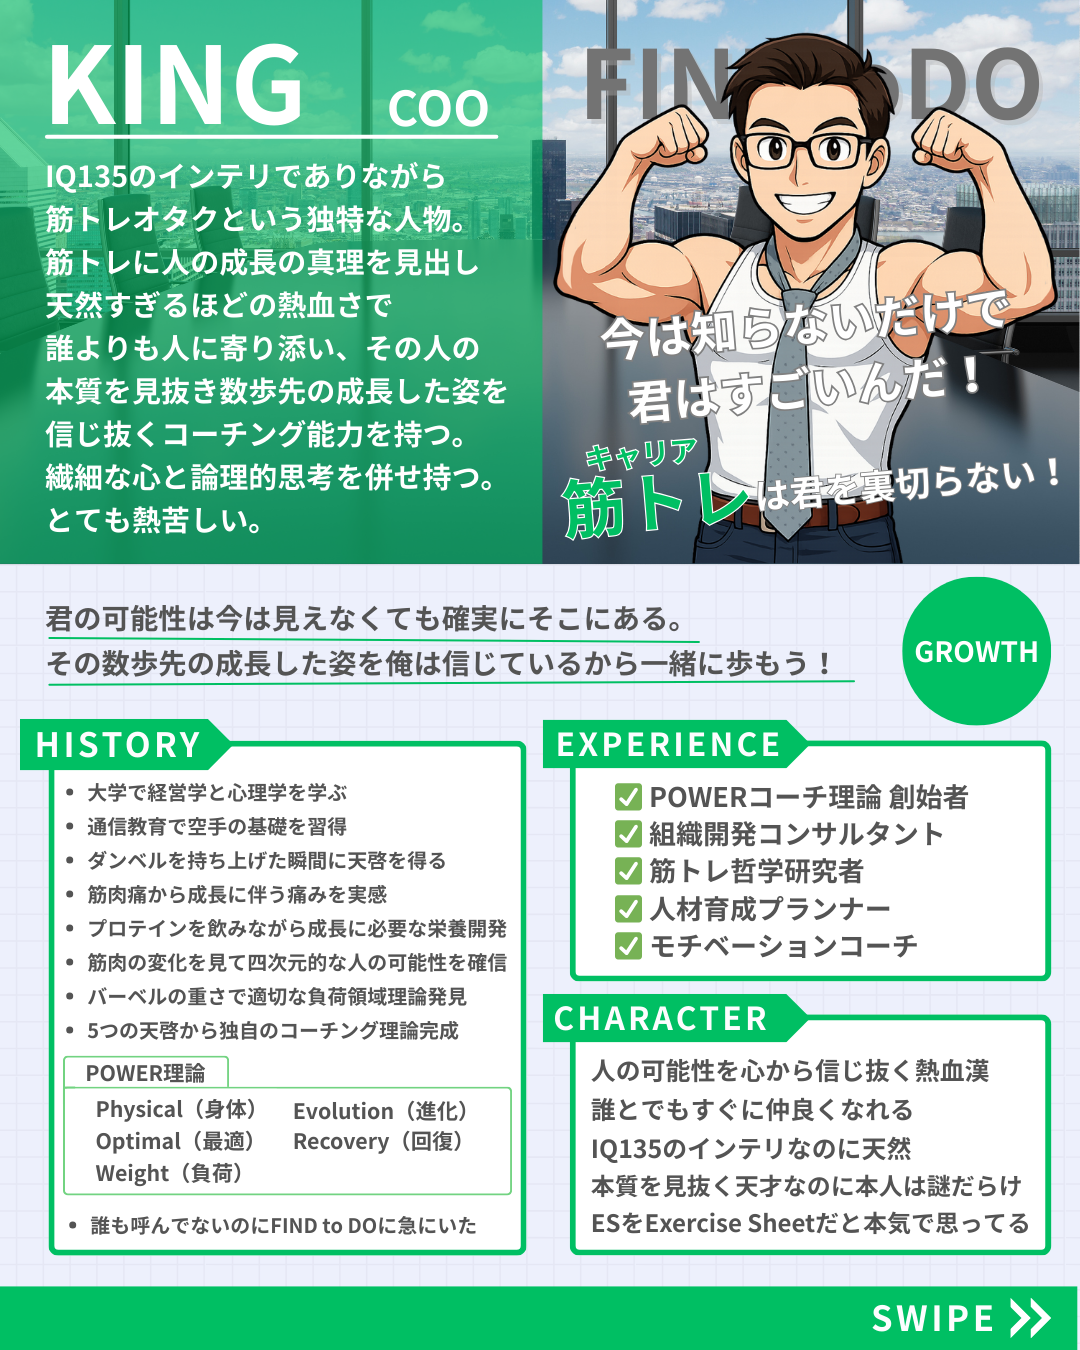 KING COO
IQ135のインテリでありながら
筋トレオタクという独特な人物。
筋トレに人の成長の真理を見出し
天然すぎるほどの熱血さで
誰よりも人に寄り添い、その人の
本質を見抜き数歩先の成長した姿を
信じ抜くコーチング能力を持つ。
繊細な心と論理的思考を併せ持つ。
とても熱苦しい。
FIN DO
今は知らないだけで
君はすごいんだ！
キャリア
筋トレは君を裏切らない！
君の可能性は今は見えなくても確実にそこにある。
その数歩先の成長した姿を俺は信じているから一緒に歩もう！
GROWTH
HISTORY
• 大学で経営学と心理学を学ぶ
• 通信教育で空手の基礎を習得
• ダンベルを持ち上げた瞬間に天啓を得る
• 筋肉痛から成長に伴う痛みを実感
• プロテインを飲みながら成長に必要な栄養開発
• 筋肉の変化を見て四次元的な人の可能性を確信
• バーベルの重さで適切な負荷領域理論発見
• 5つの天啓から独自のコーチング理論完成
POWER理論
Physical（身体） Evolution（進化）
Optimal（最適） Recovery（回復）
Weight（負荷）
• 誰も呼んでないのにFIND to DOに急にいた
EXPERIENCE
✅ POWERコーチ理論 創始者
✅ 組織開発コンサルタント
✅ 筋トレ哲学研究者
✅ 人材育成プランナー
✅ モチベーションコーチ
CHARACTER
人の可能性を心から信じ抜く熱血漢
誰とでもすぐに仲良くなれる
IQ135のインテリなのに天然
本質を見抜く天才なのに本人は謎だらけ
ESをExercise Sheetだと本気で思ってる
SWIPE